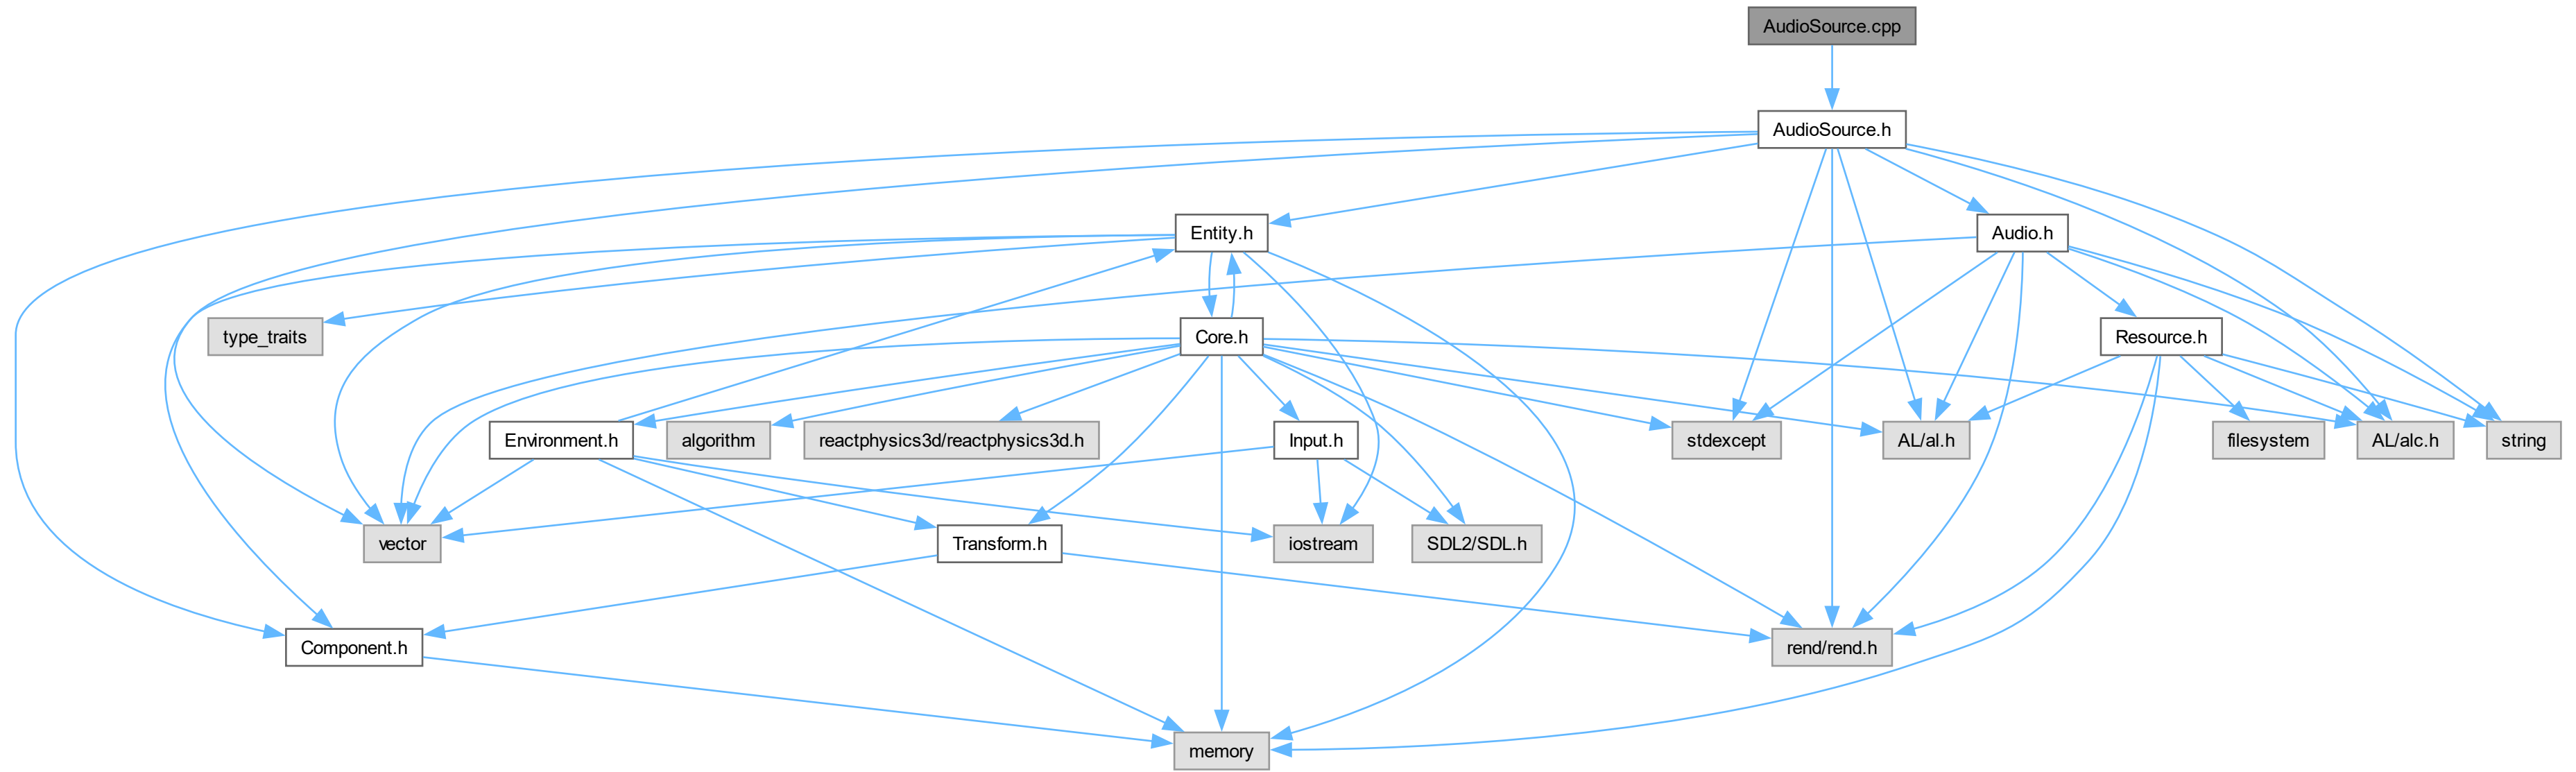 AudioSource.cpp
AudioSource.h
Entity.h
Audio.h
type_traits
Core.h
Resource.h
Environment.h
algorithm
reactphysics3d/reactphysics3d.h
Input.h
stdexcept
AL/al.h
filesystem
AL/alc.h
string
vector
Transform.h
iostream
SDL2/SDL.h
Component.h
rend/rend.h
memory